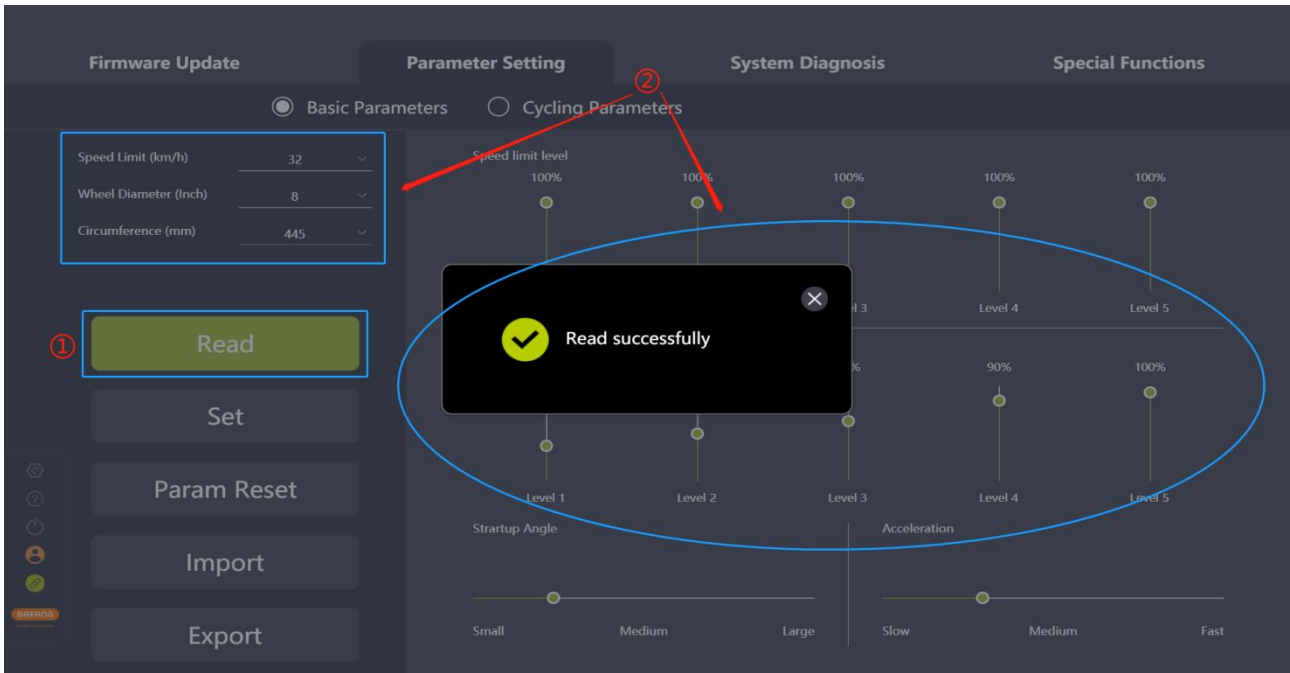 Firmware Update Parameter Setting System Diagnosis Special Functions
②
Basic Parameters Cycling Parameters
Speed Limit (km/h) 32
Wheel Diameter (Inch) 8
Circumference (mm) 445
Speed limit level
100% 100% 100% 100% 100%
el 3 Level 4 Level 5
① Read
Read successfully
% 90% 100%
Set
Param Reset
Level 1 Level 2 Level 3 Level 4 Level 5
Strartup Angle Acceleration
Import
BAFANG
Export
Small Medium Large Slow Medium Fast